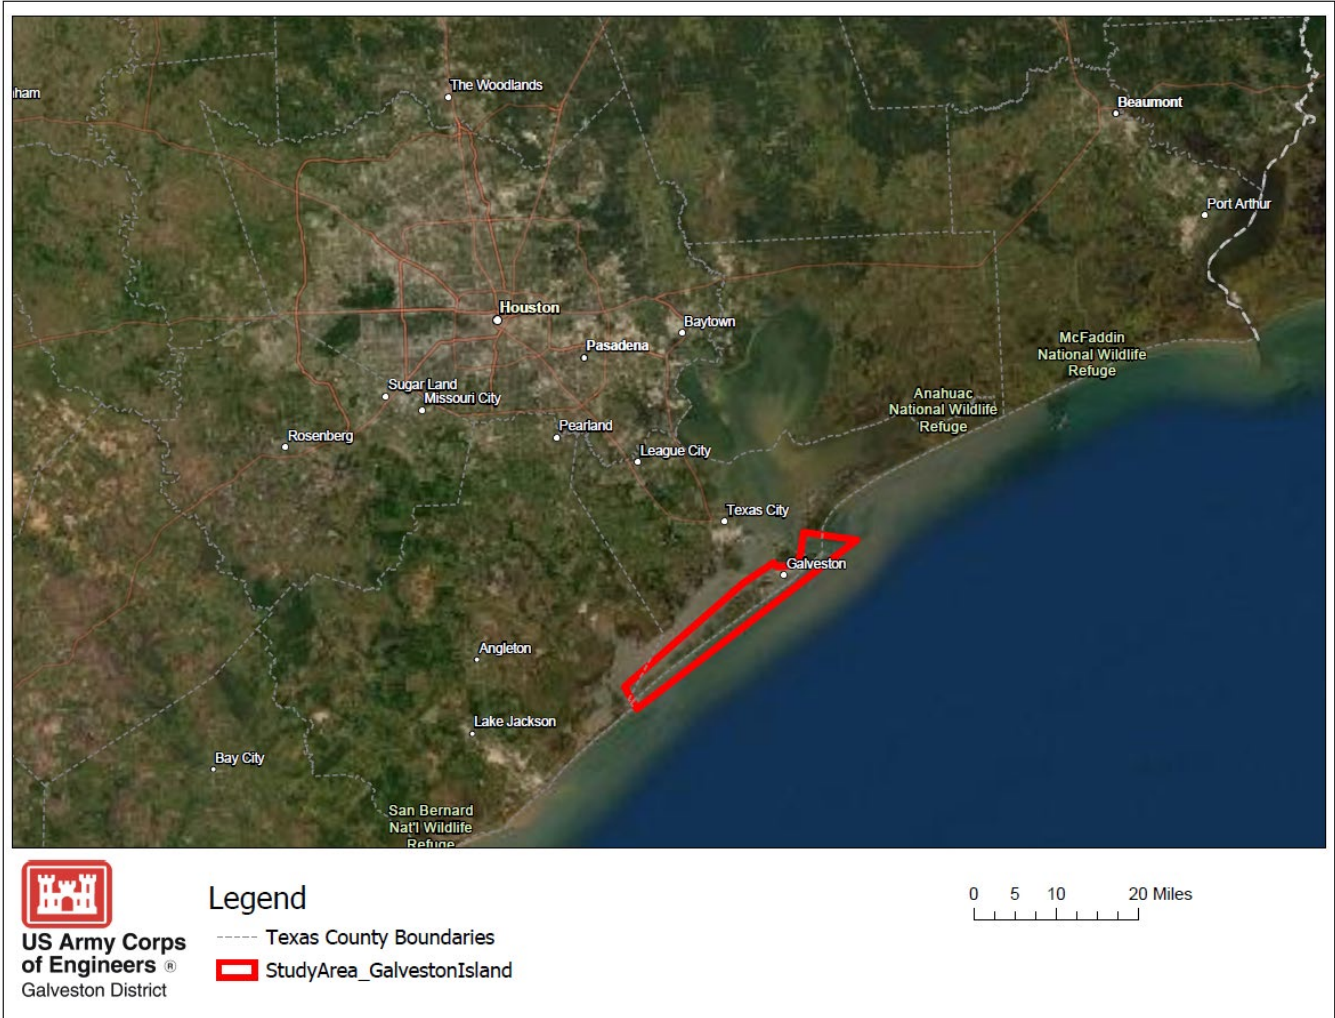 ham
The Woodlands
Beaumont
Port Arthur
Houston
Baytown
Pasadena
McFaddin
National Wildlife
Refuge
Sugar Land
Missouri City
Anahuac
National Wildlife
Refuge
Rosenberg
Pearland
League City
Texas City
Galveston
Angleton
Lake Jackson
Bay City
San Bernard
Nat'l Wildlife
Refuge
US Army Corps
of Engineers ®
Galveston District
Legend
Texas County Boundaries
StudyArea_GalvestonIsland
0 5 10 20 Miles